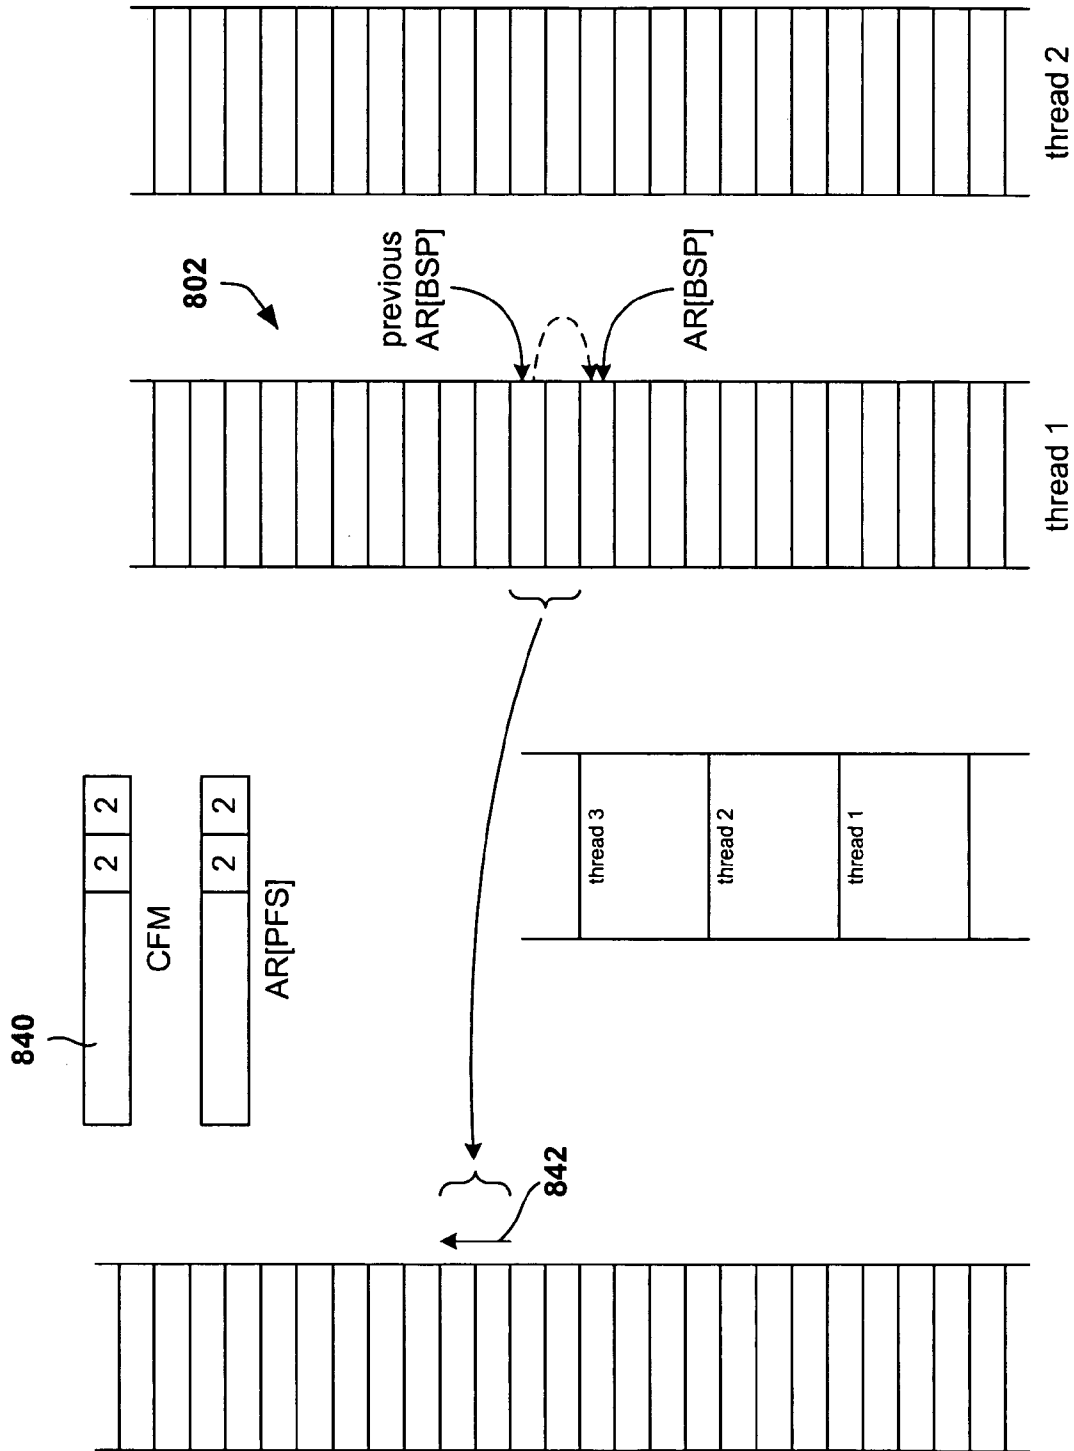 840
2 2
CFM
2 2
AR[PFS]
842
802
previous
AR[BSP]
AR[BSP]
thread 3
thread 2
thread 1
thread 1
thread 2